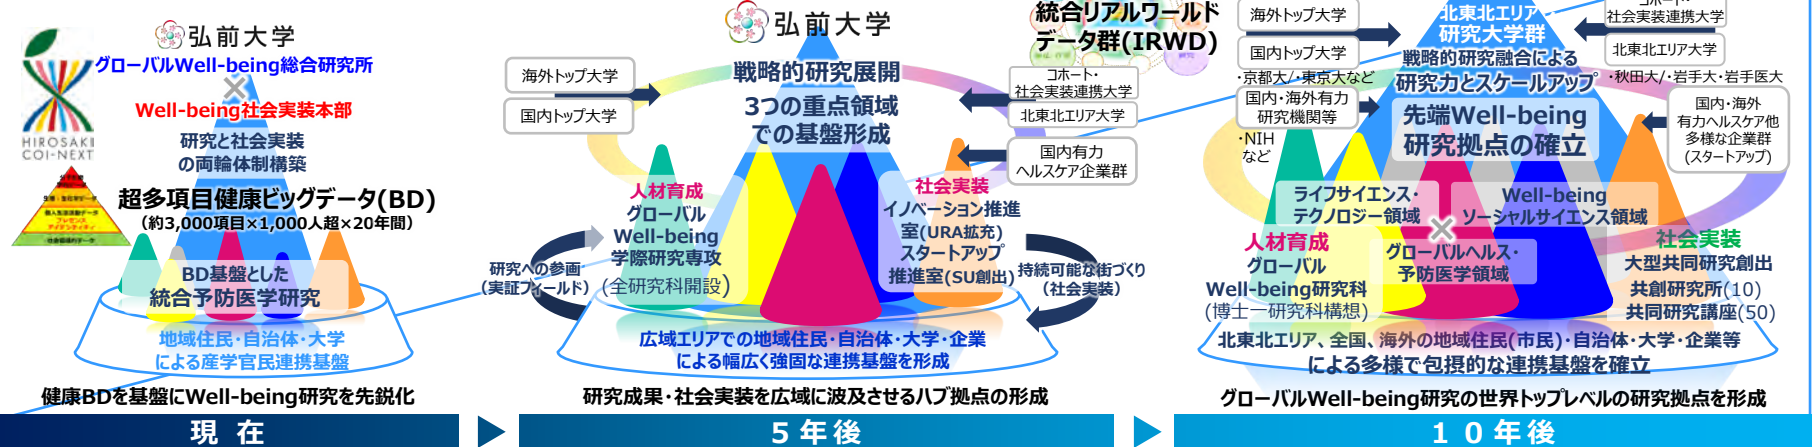 弘前大学
グローバルWell-being総合研究所
×
Well-being社会実装本部
研究と社会実装
の両輪体制構築
HIROSAKI
COI-NEXT
超多項目健康ビッグデータ(BD)
（約3,000項目×1,000人超×20年間）
個人生活活動データ
社会環境的データ
BD基盤とした
統合予防医学研究
地域住民・自治体・大学
による産学官民連携基盤
健康BDを基盤にWell-being研究を先鋭化
現 在
弘前大学
統合リアルワールド
データ群(IRWD)
戦略的研究展開
3つの重点領域
での基盤形成
海外トップ大学
国内トップ大学
コホート・
社会実装連携大学
北東北エリア大学
国内有力
ヘルスケア企業群
人材育成
グローバル
Well-being
学際研究専攻
(全研究科開設)
社会実装
イノベーション推進
室(URA拡充)
スタートアップ
推進室(SU創出)
研究への参画
（実証フィールド）
持続可能な街づくり
（社会実装）
広域エリアでの地域住民・自治体・大学・企業
による幅広く強固な連携基盤を形成
研究成果・社会実装を広域に波及させるハブ拠点の形成
5年後
北東北エリア
研究大学群
戦略的研究融合による
研究力とスケールアップ
先端Well-being
研究拠点の確立
海外トップ大学
国内トップ大学
・京都大/・東京大など
国内・海外有力
研究機関等
・NIH
など
社会実装連携大学
北東北エリア大学
・秋田大/・岩手大・岩手医大
国内・海外
有力ヘルスケア他
多様な企業群
(スタートアップ)
ライフサイエンス・
テクノロジー領域
Well-being
ソーシャルサイエンス領域
×
グローバルヘルス・
予防医学領域
人材育成
グローバル
Well-being研究科
(博士一研究科構想)
社会実装
大型共同研究創出
共創研究所(10)
共同研究講座(50)
北東北エリア、全国、海外の地域住民(市民)・自治体・大学・企業等
による多様で包摂的な連携基盤を確立
グローバルWell-being研究の世界トップレベルの研究拠点を形成
１０年後